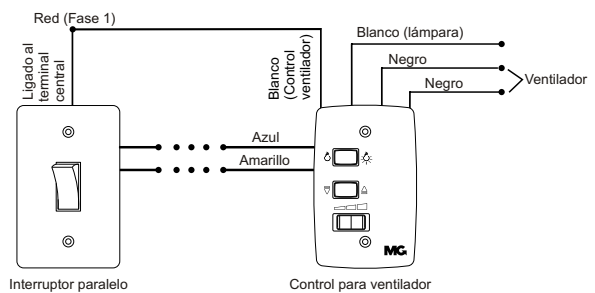 Red (Fase 1)
Ligado al
terminal
central
Blanco
(Control
ventilador)
Blanco (lámpara)
Negro
Negro
Ventilador
Azul
Amarillo
MG
Interruptor paralelo
Control para ventilador